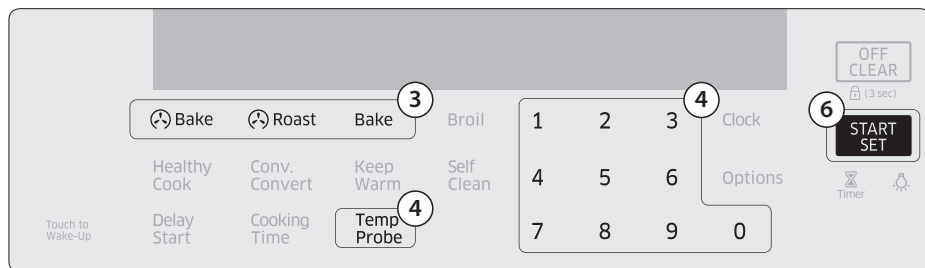 OFF
CLEAR
(3 sec)
3
4
6
Bake
Roast
Bake
Broil
1
2
3
Clock
START
SET
Healthy
Cook
Conv.
Convert
Keep
Warm
Self
Clean
4
5
6
Options
Timer
4
Touch to
Wake-Up
Delay
Start
Cooking
Time
Temp
Probe
7
8
9
0